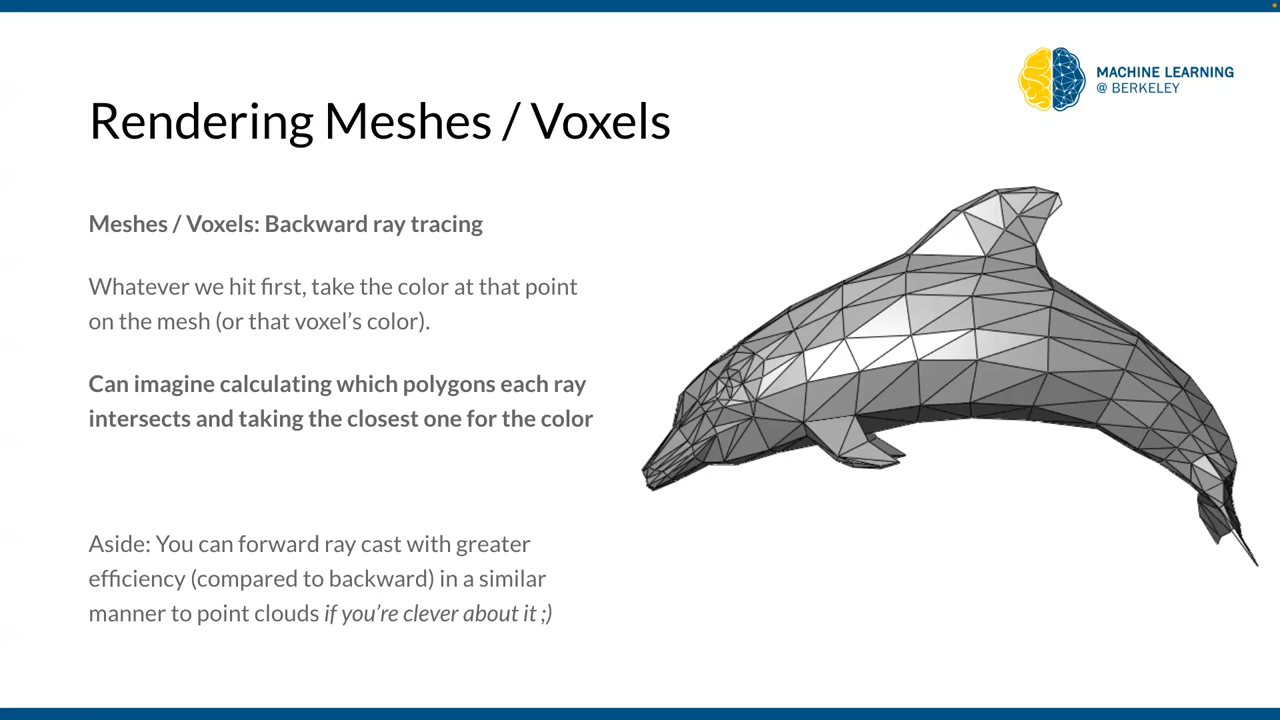 MACHINE LEARNING
@ BERKELEY
Rendering Meshes / Voxels
Meshes / Voxels: Backward ray tracing
Whatever we hit first, take the color at that point
on the mesh (or that voxel’s color).
Can imagine calculating which polygons each ray
intersects and taking the closest one for the color
Aside: You can forward ray cast with greater
efficiency (compared to backward) in a similar
manner to point clouds if you’re clever about it ;)